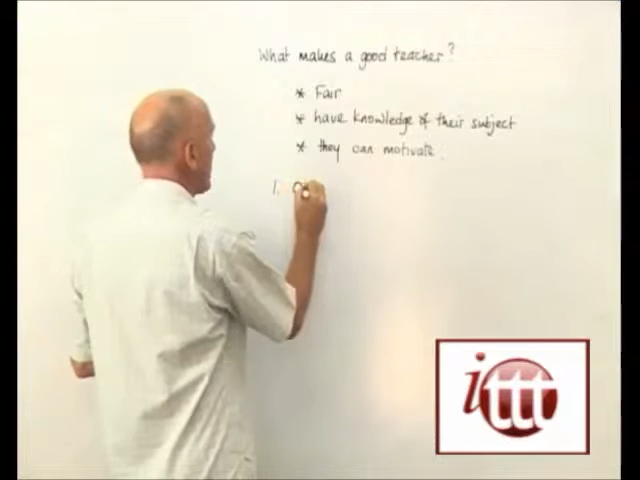 What makes a good teacher?
* Fair
* have knowledge of their subject
* they can motivate.
1.
ittt